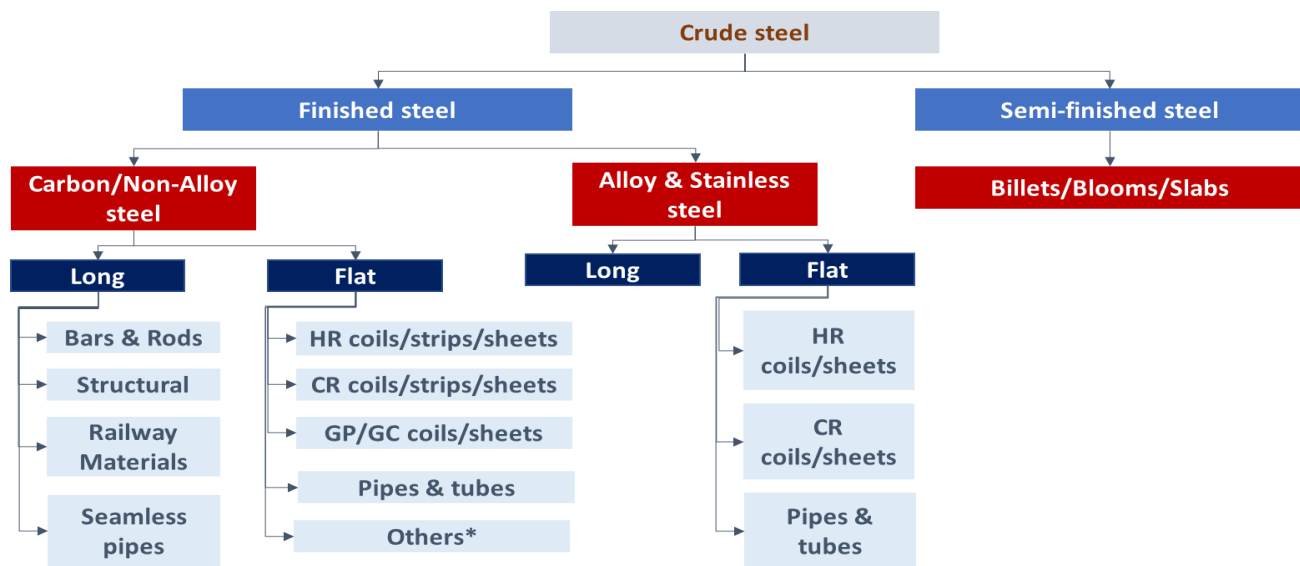 Crude steel
Finished steel
Semi-finished steel
Carbon/Non-Alloy
steel
Alloy & Stainless
steel
Billets/Blooms/Slabs
Long
Flat
Long
Flat
Bars & Rods
Structural
Railway
Materials
Seamless
pipes
HR coils/strips/sheets
CR coils/strips/sheets
GP/GC coils/sheets
Pipes & tubes
Others*
HR
coils/sheets
CR
coils/sheets
Pipes &
tubes